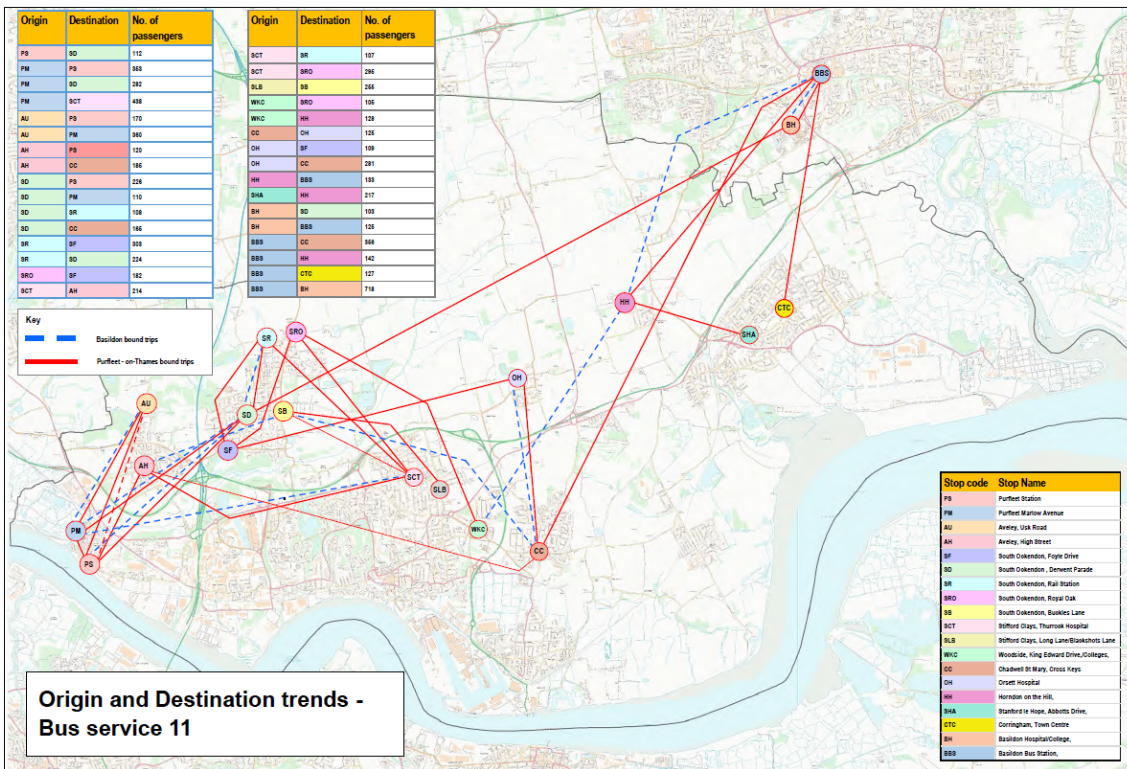 Origin Destination No. of passengers
PS SD 112
PM PS 353
PM SD 282
PM SCT 438
AU PS 170
AU PM 360
AH PS 120
AH CC 185
SD PS 226
SD PM 110
SD SR 108
SD CC 165
SR SF 303
SR SD 224
SRO SF 182
SCT AH 214
Origin Destination No. of passengers
SCT SR 107
SCT SRO 295
SLB SB 255
WKC SRO 105
WKC HH 128
CC OH 125
OH SF 109
OH CC 281
HH BBS 133
SHA HH 217
BH SD 103
BH BBS 125
BBS CC 356
BBS HH 142
BBS CTC 127
BBS BH 718
Key
Basildon bound trips
Purfleet - on-Thames bound trips
BBS
BH
HH
CTC
SHA
SR
SRO
OH
AU
SD
SB
SF
AH
SCT
SLB
PM
WKC
CC
PS
Stop code Stop Name
PS Purfleet Station
PM Purfleet Marlow Avenue
AU Aveley, Usk Road
AH Aveley, High Street
SF South Ockendon, Foyle Drive
SD South Ockendon , Derwent Parade
SR South Ockendon, Rail Station
SRO South Ockendon, Royal Oak
SB South Ockendon, Buckles Lane
SCT Stifford Clays, Thurrock Hospital
SLB Stifford Clays, Long Lane/Blackshots Lane
WKC Woodside, King Edward Drive,/Colleges,
CC Chadwell St Mary, Cross Keys
OH Orsett Hospital
HH Horndon on the Hill,
SHA Stanford le Hope, Abbotts Drive,
CTC Corringham, Town Centre
BH Basildon Hospital/College,
BBS Basildon Bus Station,
Origin and Destination trends -
Bus service 11